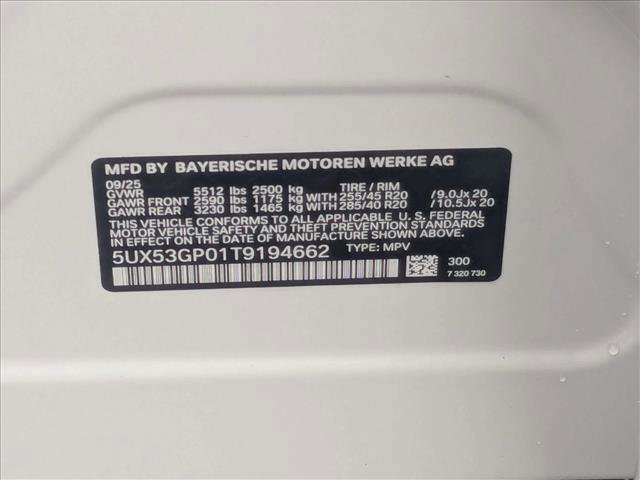 MFD BY BAYERISCHE MOTOREN WERKE AG
09/25
GVWR 5512 lbs 2500 kg TIRE / RIM
GAWR FRONT 2590 lbs 1175 kg WITH 255/45 R20 /9.0Jx 20
GAWR REAR 3230 lbs 1465 kg WITH 285/40 R20 /10.5Jx 20
THIS VEHICLE CONFORMS TO ALL APPLICABLE U. S. FEDERAL
MOTOR VEHICLE SAFETY AND THEFT PREVENTION STANDARDS
IN EFFECT ON THE DATE OF MANUFACTURE SHOWN ABOVE.
5UX53GP01T9194662 TYPE: MPV
300
7 320 730